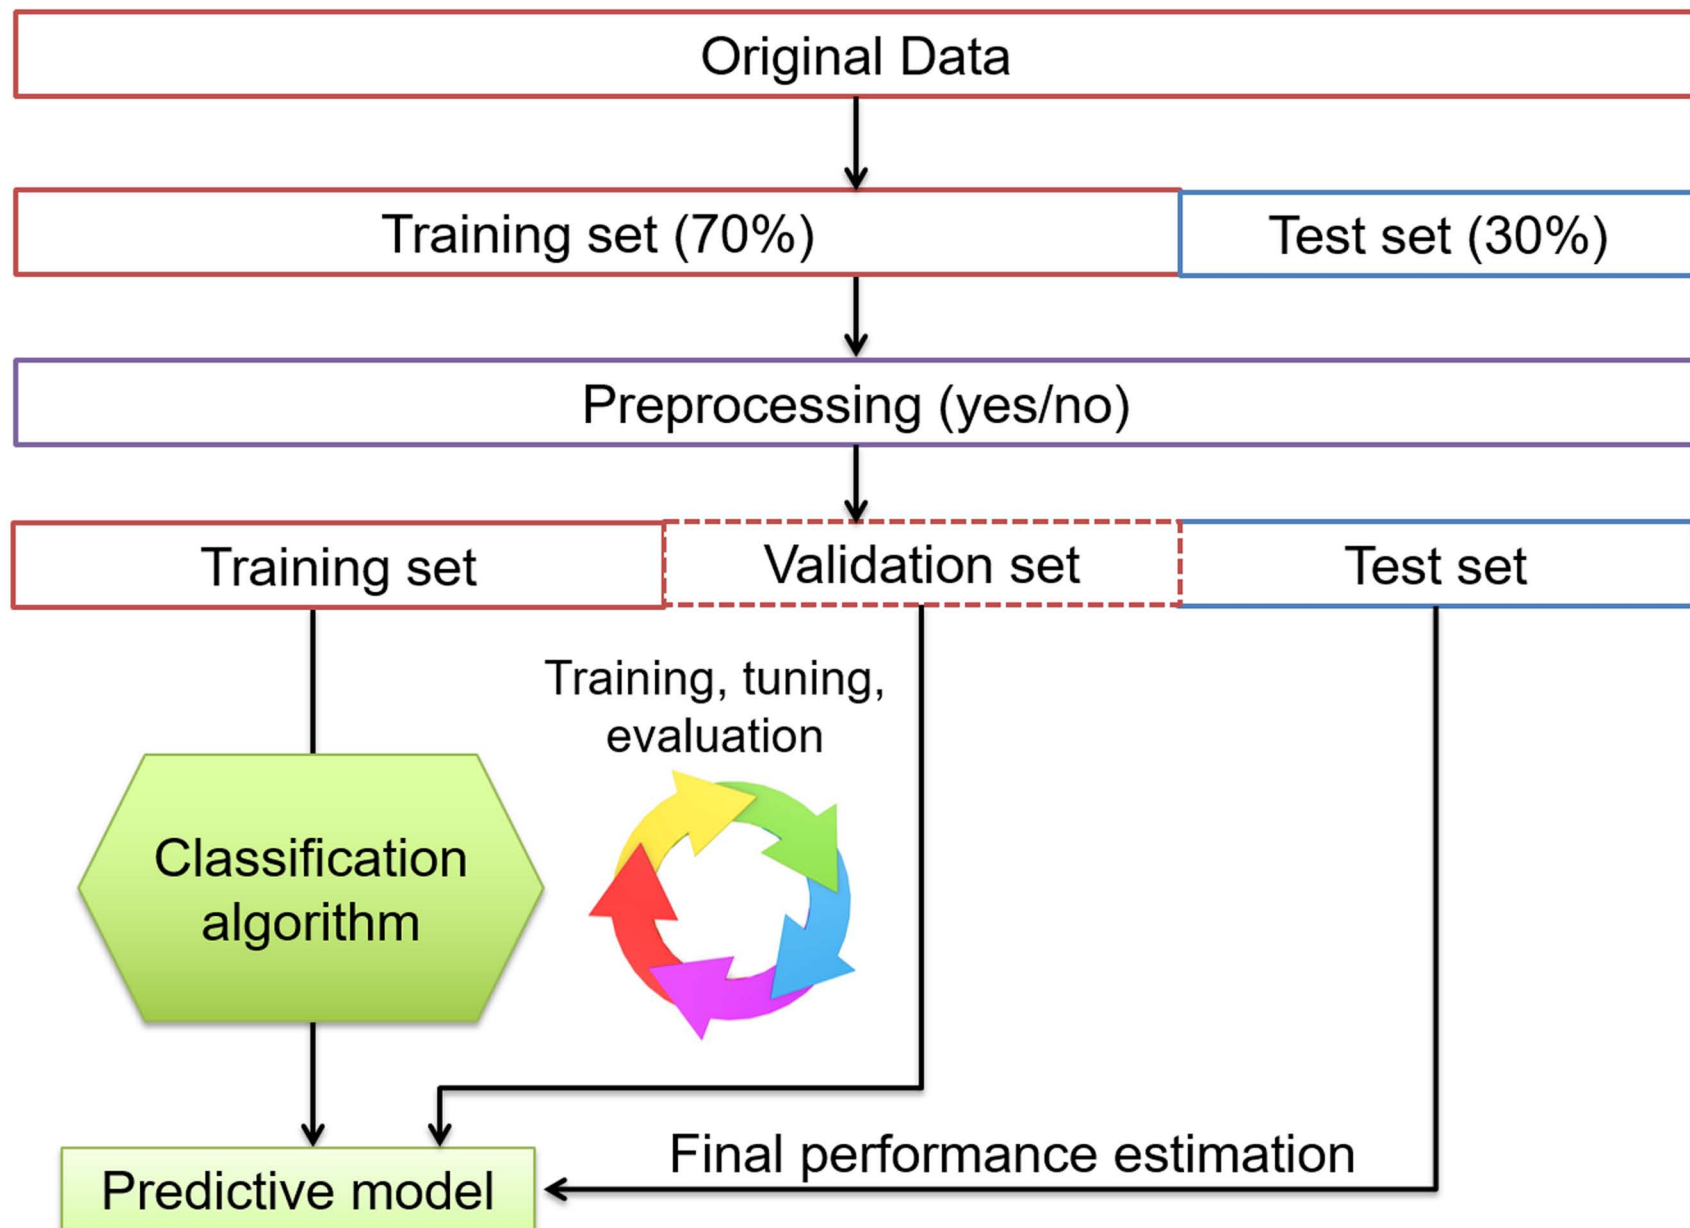 Original Data
Training set (70%)
Test set (30%)
Preprocessing (yes/no)
Training set
Validation set
Test set
Training, tuning,
evaluation
Classification
algorithm
Final performance estimation
Predictive model